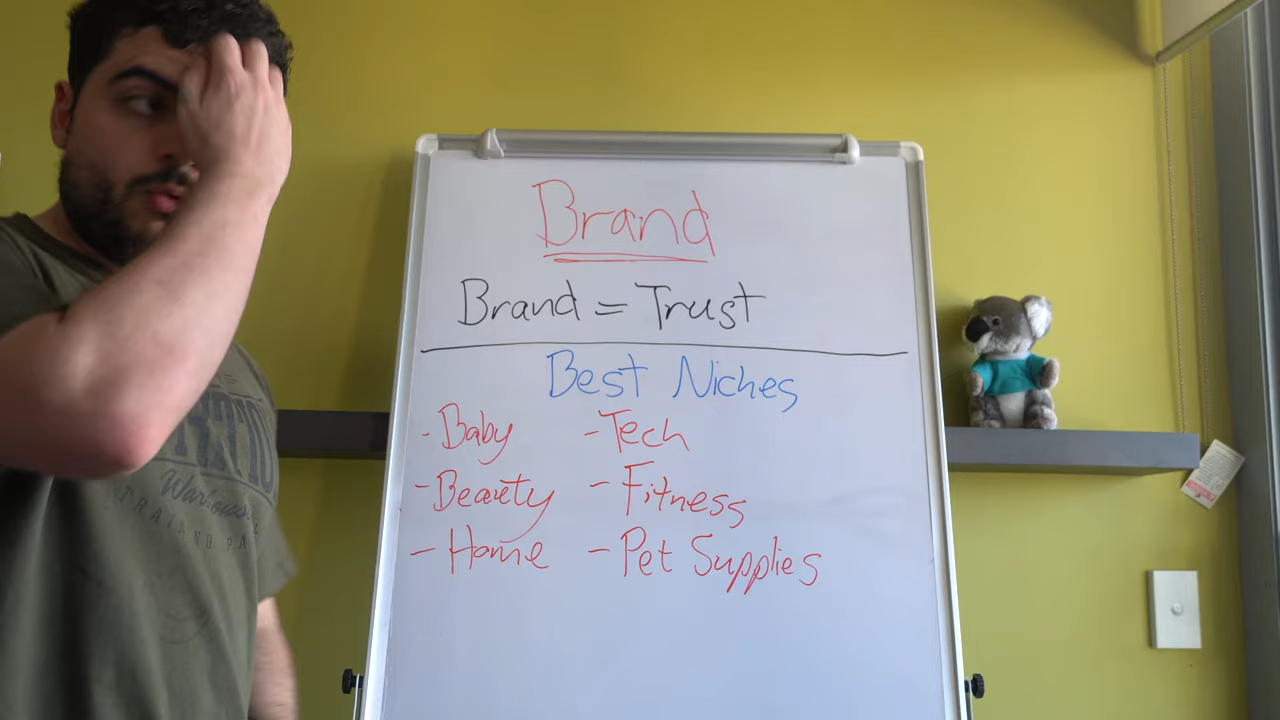 Brand
Brand = Trust
Best Niches
- Baby
- Tech
- Beauty
- Fitness
- Home
- Pet Supplies